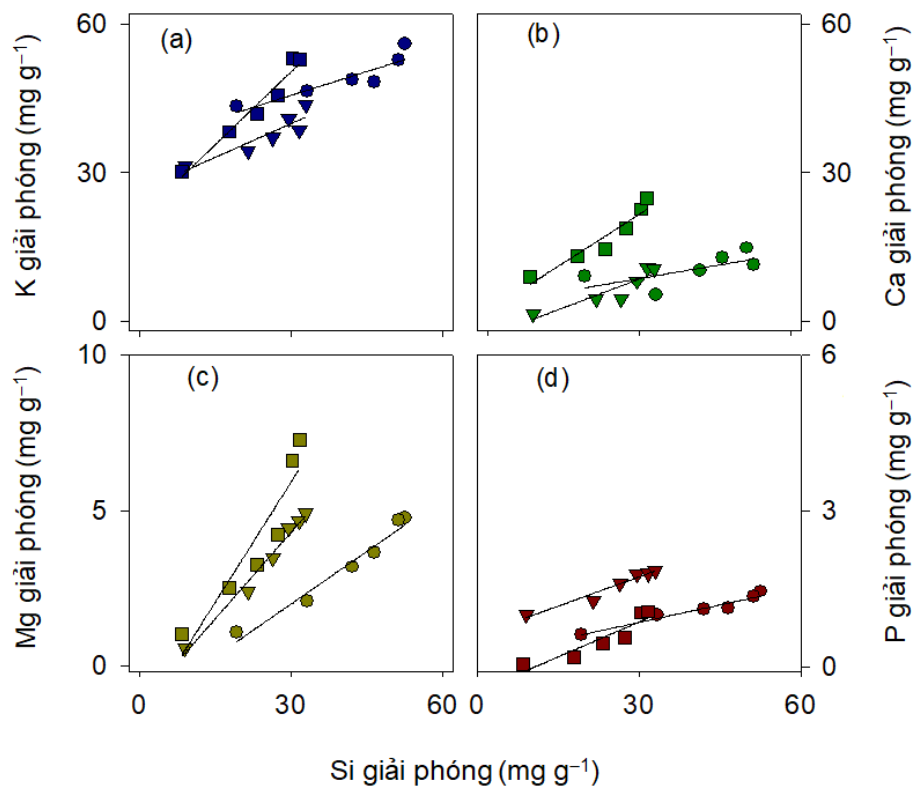 60
(a)
30
0
K giải phóng (mg g⁻¹)
(b)
60
30
0
Ca giải phóng (mg g⁻¹)
10
(c)
5
0
Mg giải phóng (mg g⁻¹)
0
30
60
(d)
6
3
0
P giải phóng (mg g⁻¹)
0
30
60
Si giải phóng (mg g⁻¹)